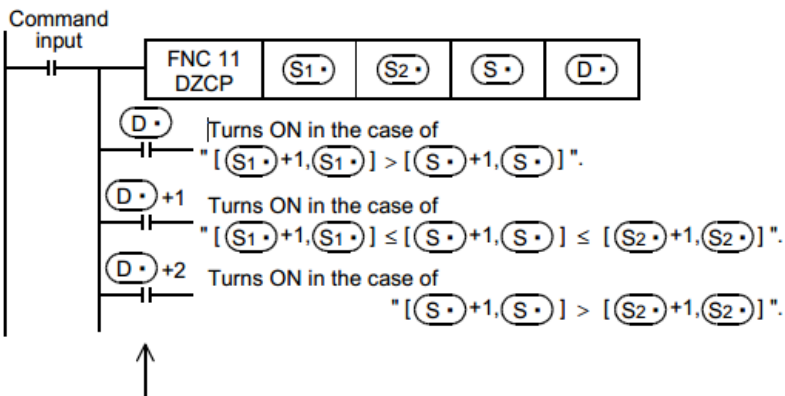 Command
input
FNC 11
DZCP
S1 •
S2 •
S •
D •
D •
Turns ON in the case of
" [ S1 • +1, S1 • ] > [ S • +1, S • ] ".
D • +1
Turns ON in the case of
" [ S1 • +1, S1 • ] ≤ [ S • +1, S • ] ≤ [ S2 • +1, S2 • ] ".
D • +2
Turns ON in the case of
" [ S • +1, S • ] > [ S2 • +1, S2 • ] ".